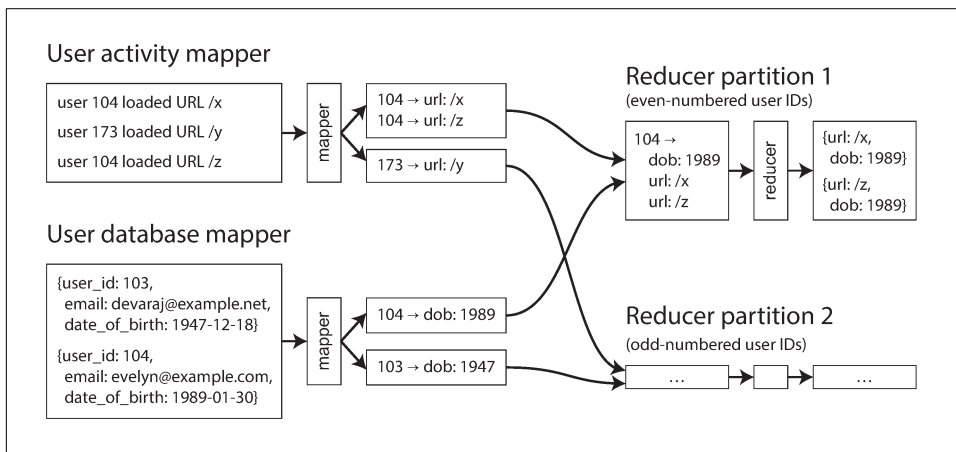 User activity mapper
user 104 loaded URL /x
user 173 loaded URL /y
user 104 loaded URL /z
mapper
104 → url: /x
104 → url: /z
173 → url: /y
User database mapper
{user_id: 103,
email: devaraj@example.net,
date_of_birth: 1947-12-18}
{user_id: 104,
email: evelyn@example.com,
date_of_birth: 1989-01-30}
mapper
104 → dob: 1989
103 → dob: 1947
Reducer partition 1
(even-numbered user IDs)
104 →
dob: 1989
url: /x
url: /z
reducer
{url: /x,
dob: 1989}
{url: /z,
dob: 1989}
Reducer partition 2
(odd-numbered user IDs)
...
...